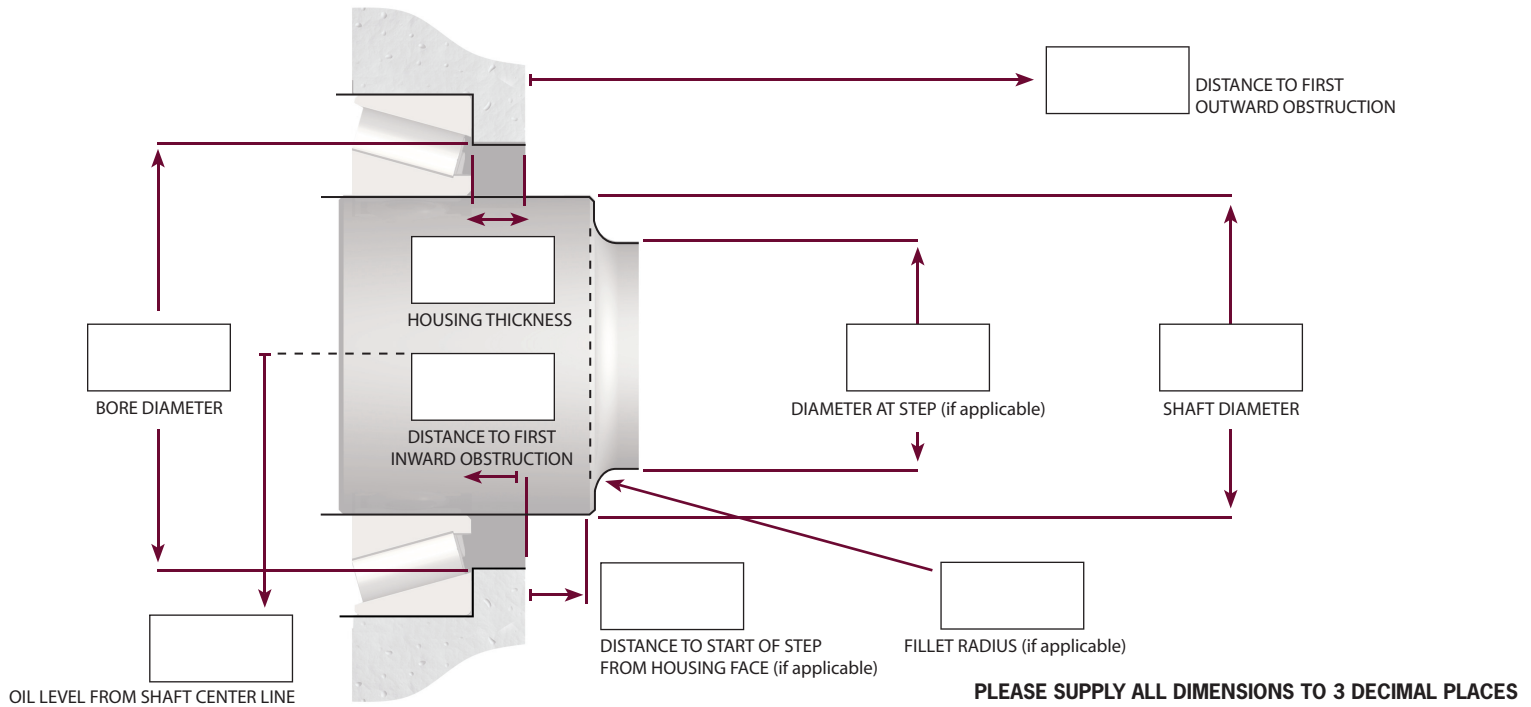 DISTANCE TO FIRST
OUTWARD OBSTRUCTION
HOUSING THICKNESS
BORE DIAMETER
DISTANCE TO FIRST
INWARD OBSTRUCTION
DIAMETER AT STEP (if applicable)
SHAFT DIAMETER
DISTANCE TO START OF STEP
FROM HOUSING FACE (if applicable)
FILLET RADIUS (if applicable)
OIL LEVEL FROM SHAFT CENTER LINE
PLEASE SUPPLY ALL DIMENSIONS TO 3 DECIMAL PLACES